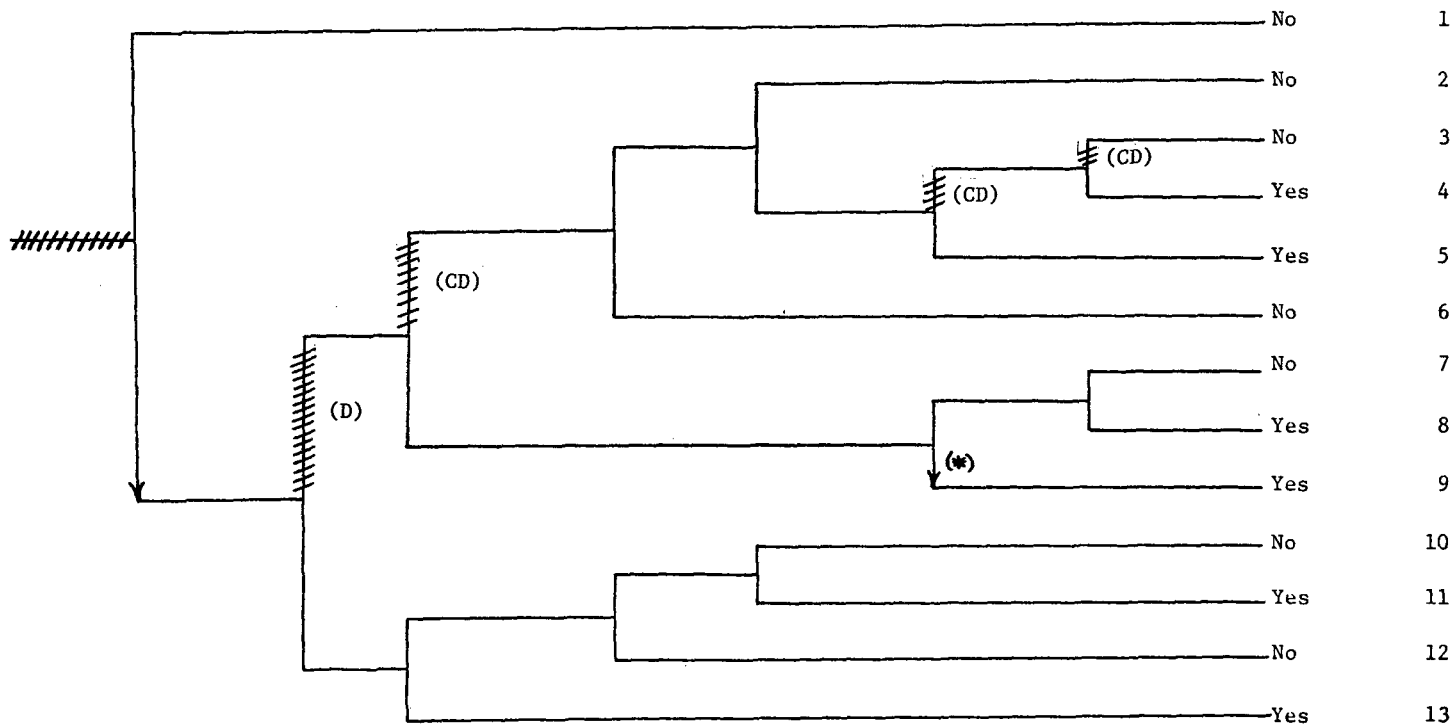 No 1
No 2
No 3
(CD)
Yes 4
(CD)
Yes 5
(CD)
No 6
No 7
(D)
Yes 8
(*)
Yes 9
No 10
Yes 11
No 12
Yes 13